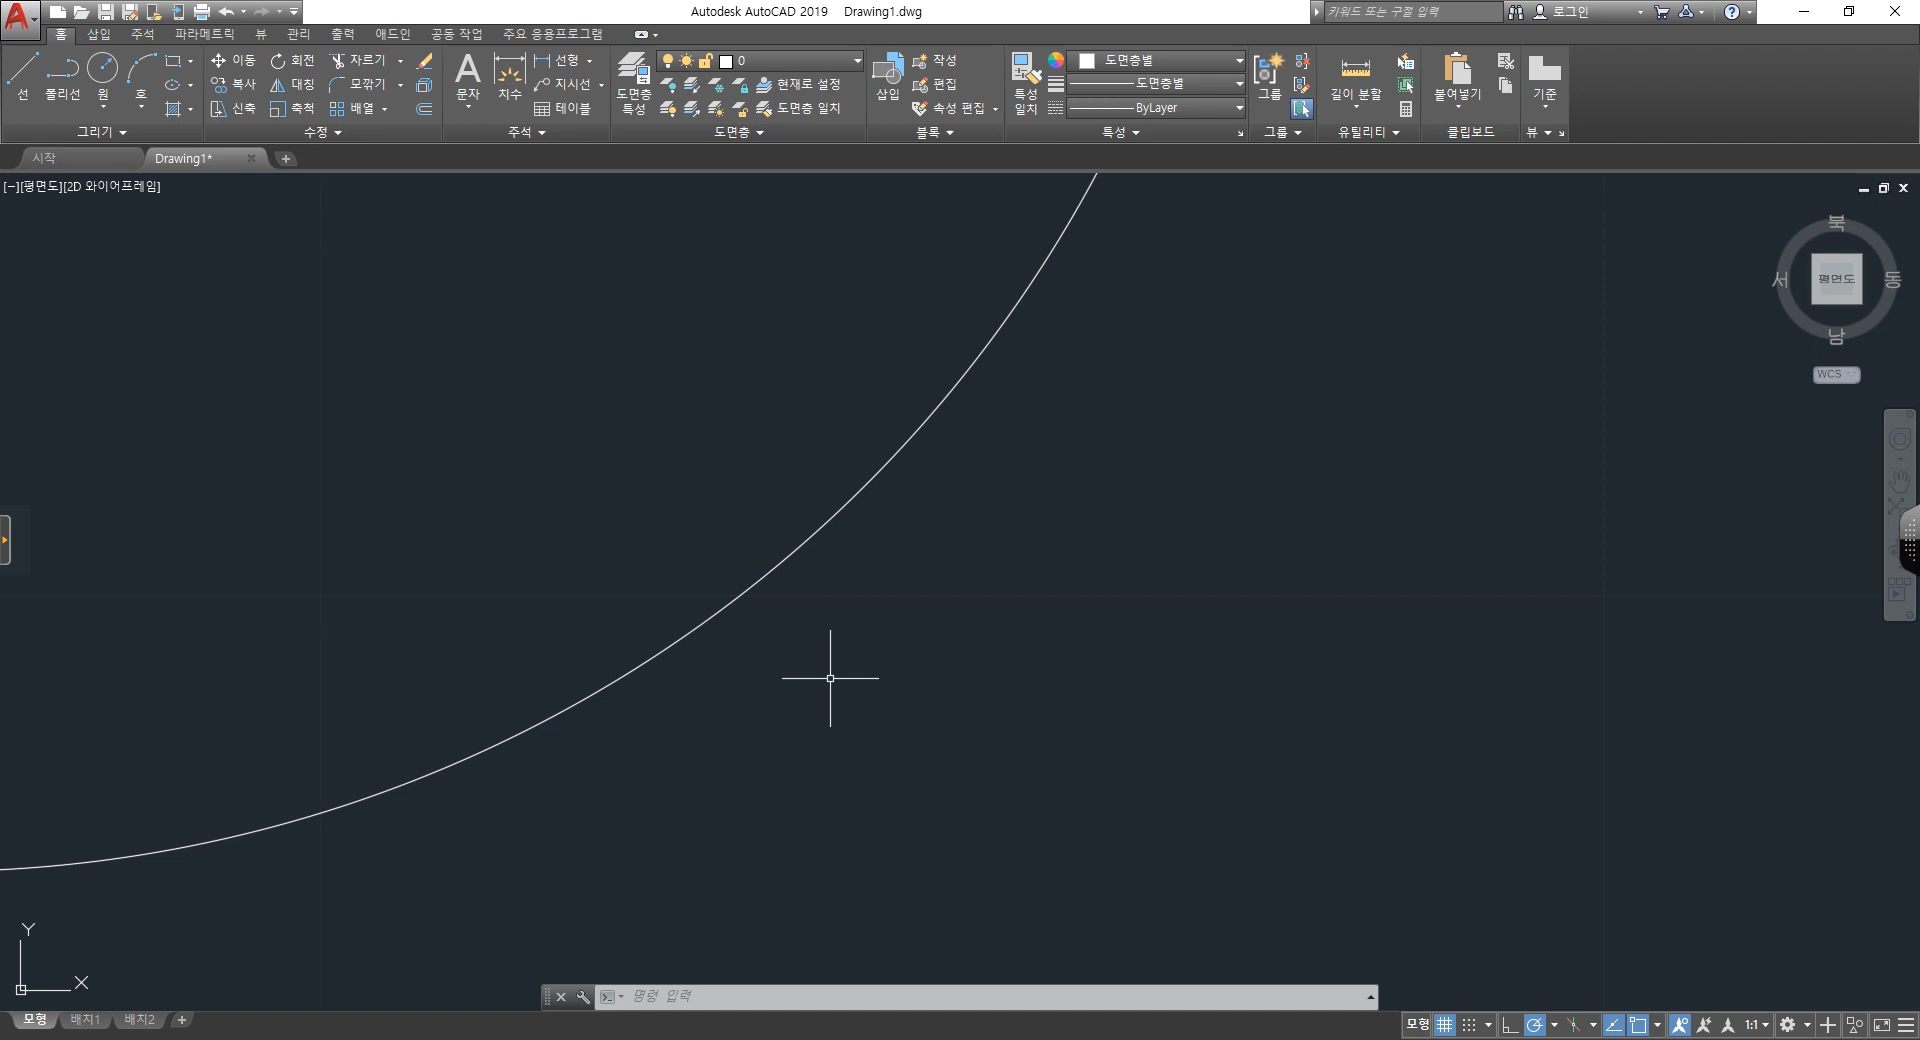 Autodesk AutoCAD 2019 Drawing1.dwg
키워드 또는 구절 입력
로그인
홈 삽입 주석 파라메트릭 뷰 관리 출력 애드인 공동 작업 주요 응용프로그램
선
폴리선
원
호
그리기
이동 회전 자르기
복사 대칭 모깎기
신축 축척 배열
수정
문자
치수
선형
지시선
테이블
주석
도면층
특성
0
현재로 설정
도면층 일치
도면층
삽입
작성
편집
속성 편집
블록
특성
일치
도면층별
도면층별
ByLayer
특성
그룹
그룹
길이 분할
유틸리티
붙여넣기
클립보드
기준
뷰
시작
Drawing1*
[−][평면도][2D 와이어프레임]
북
서
평면도
동
남
WCS
Y
X
명령 입력
모형 배치1 배치2
모형
1:1